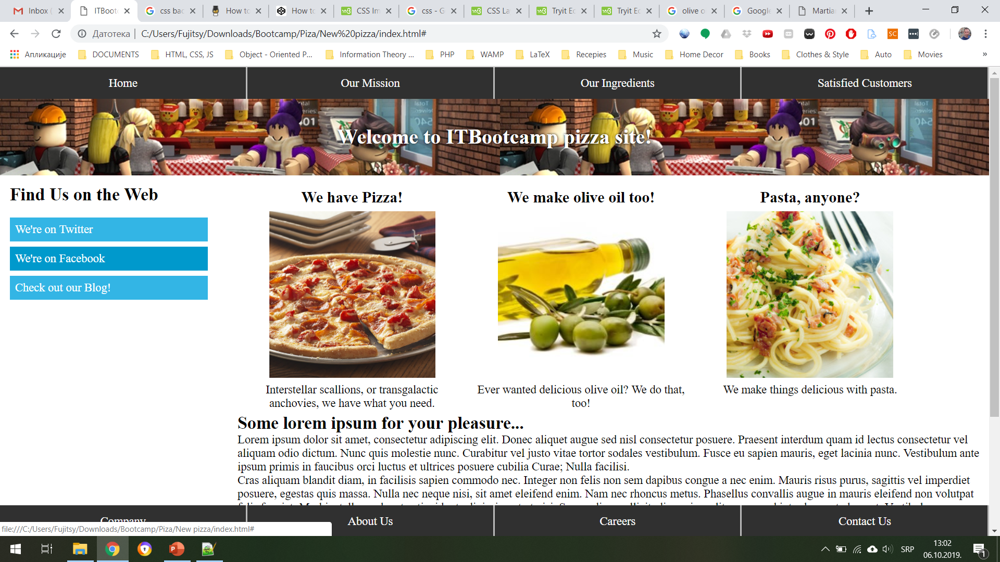 Inbox (
ITBoot
css bac
How to
How to
CSS Im
css - G
CSS La
Tryit Ec
Tryit Ec
olive o
Google
Martia
Датотека
C:/Users/Fujitsy/Downloads/Bootcamp/Piza/New%20pizza/index.html#
Апликације
DOCUMENTS
HTML, CSS, JS
Object - Oriented P...
Information Theory ...
PHP
WAMP
LaTeX
Recepies
Music
Home Decor
Books
Clothes & Style
Auto
Movies
»
Home
Our Mission
Our Ingredients
Satisfied Customers
Welcome to ITBootcamp pizza site!
Find Us on the Web
We're on Twitter
We're on Facebook
Check out our Blog!
We have Pizza!
We make olive oil too!
Pasta, anyone?
Interstellar scallions, or transgalactic
anchovies, we have what you need.
Ever wanted delicious olive oil? We do that,
too!
We make things delicious with pasta.
Some lorem ipsum for your pleasure...
Lorem ipsum dolor sit amet, consectetur adipiscing elit. Donec aliquet augue sed nisl consectetur posuere. Praesent interdum quam id lectus consectetur vel
aliquam odio dictum. Nunc quis molestie nunc. Curabitur vel justo vitae tortor sodales vestibulum. Fusce eu sapien mauris, eget lacinia nunc. Vestibulum ante
ipsum primis in faucibus orci luctus et ultrices posuere cubilia Curae; Nulla facilisi.
Cras aliquam blandit diam, in facilisis sapien commodo nec. Integer non felis non sem dapibus congue a nec enim. Mauris risus purus, sagittis vel imperdiet
posuere, egestas quis massa. Nulla nec neque nisi, sit amet eleifend enim. Nam nec rhoncus metus. Phasellus convallis augue in mauris eleifend non volutpat
Company
About Us
Careers
Contact Us
file:///C:/Users/Fujitsy/Downloads/Bootcamp/Piza/New pizza/index.html#
SRP
13:02
06.10.2019.
1